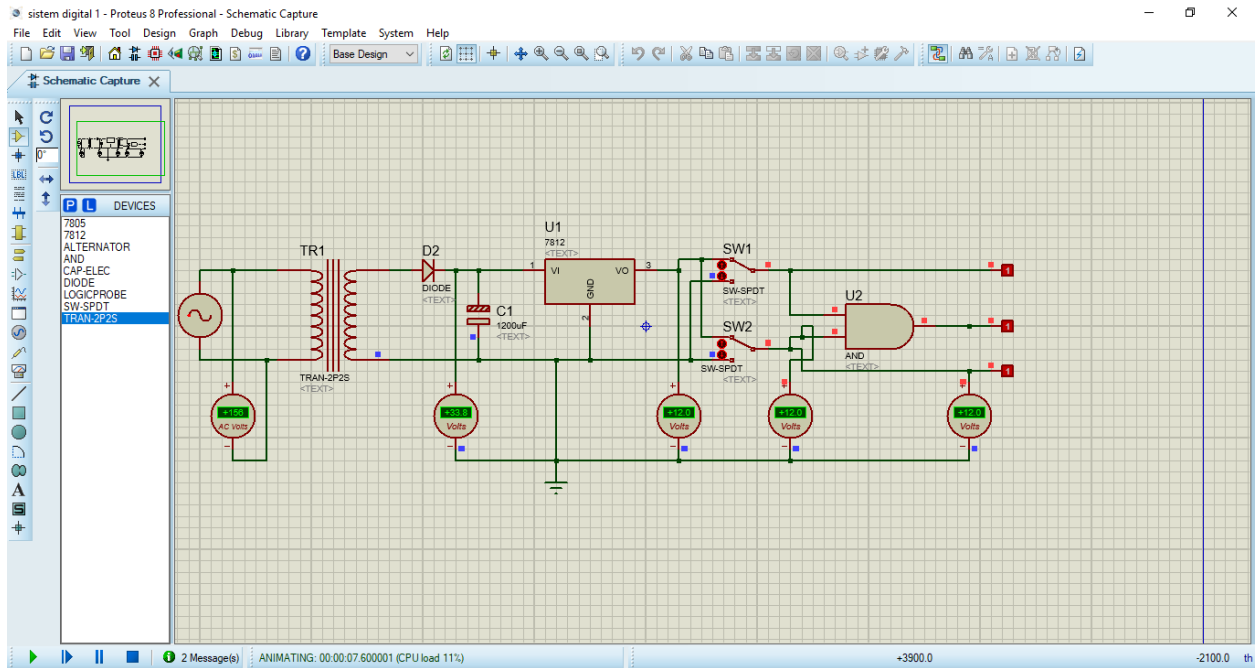 sistem digital 1 - Proteus 8 Professional - Schematic Capture
File Edit View Tool Design Graph Debug Library Template System Help
Base Design
Schematic Capture
0°
LBL
P L DEVICES
7805
7812
ALTERNATOR
AND
CAP-ELEC
DIODE
LOGICPROBE
SW-SPDT
TRAN-2P2S
A
S
TR1
TRAN-2P2S
<TEXT>
D2
DIODE
<TEXT>
C1
1200uF
<TEXT>
U1
7812
<TEXT>
1 VI VO 3
GND
2
SW1
SW-SPDT
<TEXT>
SW2
SW-SPDT
<TEXT>
U2
AND
<TEXT>
1
1
1
+156
AC Volts
+33.8
Volts
+12.0
Volts
+12.0
Volts
+12.0
Volts
2 Message(s) ANIMATING: 00:00:07.600001 (CPU load 11%) +3900.0 -2100.0 th